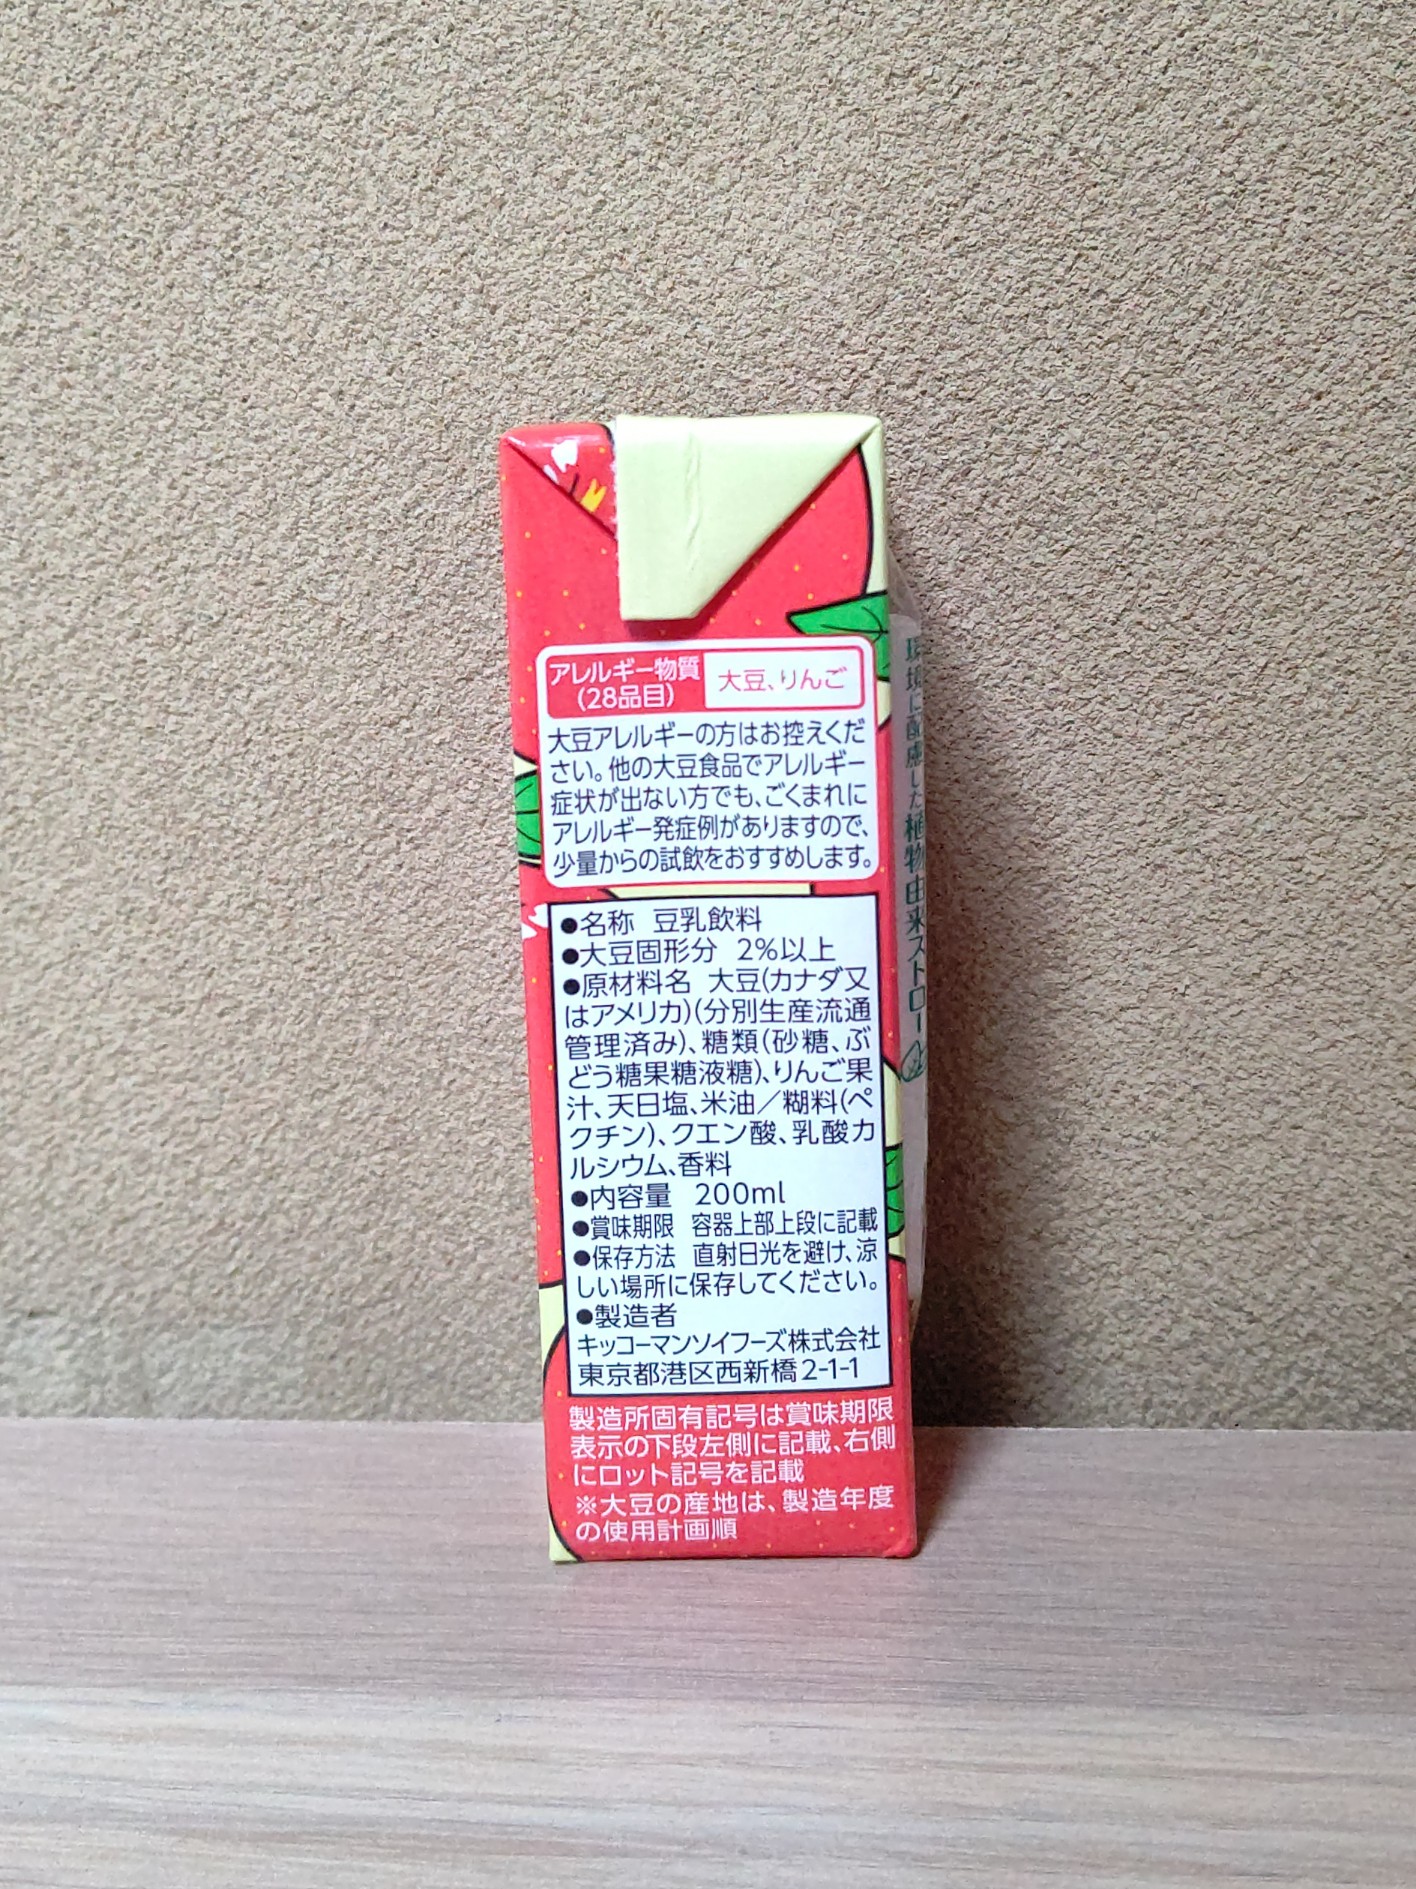 アレルギー物質
(28品目)
大豆、りんご
大豆アレルギーの方はお控えくだ
さい。他の大豆食品でアレルギー
症状が出ない方でも、ごくまれに
アレルギー発症例がありますので、
少量からの試飲をおすすめします。
●名称 豆乳飲料
●大豆固形分 2%以上
●原材料名 大豆(カナダ又
はアメリカ)(分別生産流通
管理済み)、糖類(砂糖、ぶ
どう糖果糖液糖)、りんご果
汁、天日塩、米油／糊料(ペ
クチン)、クエン酸、乳酸カ
ルシウム、香料
●内容量 200ml
●賞味期限 容器上部上段に記載
●保存方法 直射日光を避け、涼
しい場所に保存してください。
●製造者
キッコーマンソイフーズ株式会社
東京都港区西新橋2-1-1
製造所固有記号は賞味期限
表示の下段左側に記載、右側
にロット記号を記載
※大豆の産地は、製造年度
の使用計画順
環境に配慮した植物由来ストロー